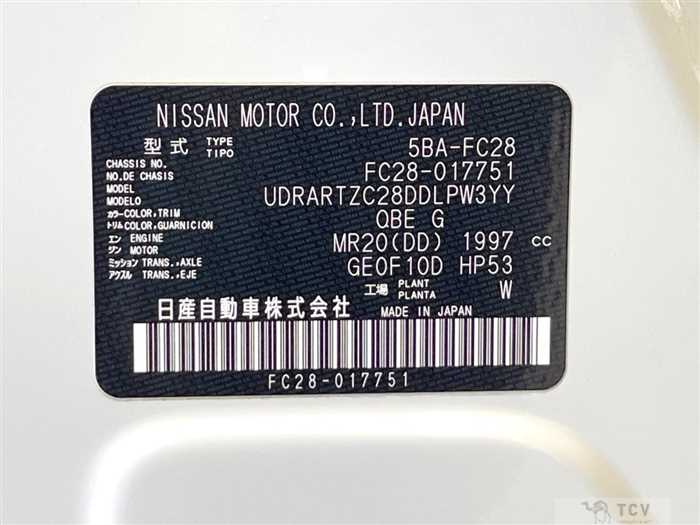 NISSAN MOTOR CO.,LTD.JAPAN
型式 TYPE TIPO 5BA-FC28
CHASSIS NO. NO.DE CHASIS FC28-017751
MODEL MODELO UDRARTZC28DDLPW3YY
カラー COLOR,TRIM トリム COLOR,GUARNICION QBE G
エンジン ENGINE MOTOR MR20(DD) 1997 cc
ミッション TRANS.,AXLE アクスル TRANS.,EJE GE0F10D HP53
工場 PLANT PLANTA W
日産自動車株式会社 MADE IN JAPAN
FC28-017751
TCV